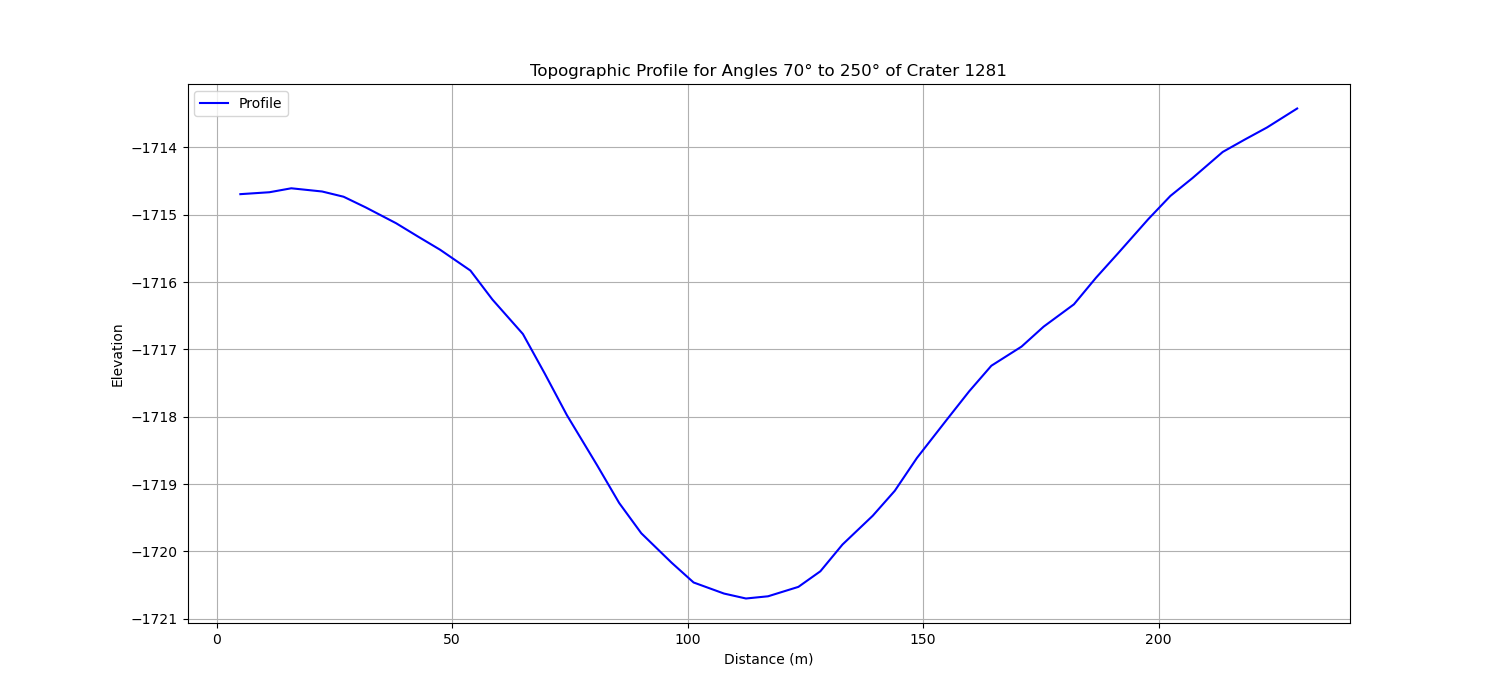 Topographic Profile for Angles 70° to 250° of Crater 1281
Profile
−1714
−1715
−1716
−1717
−1718
−1719
−1720
−1721
Elevation
0 50 100 150 200
Distance (m)